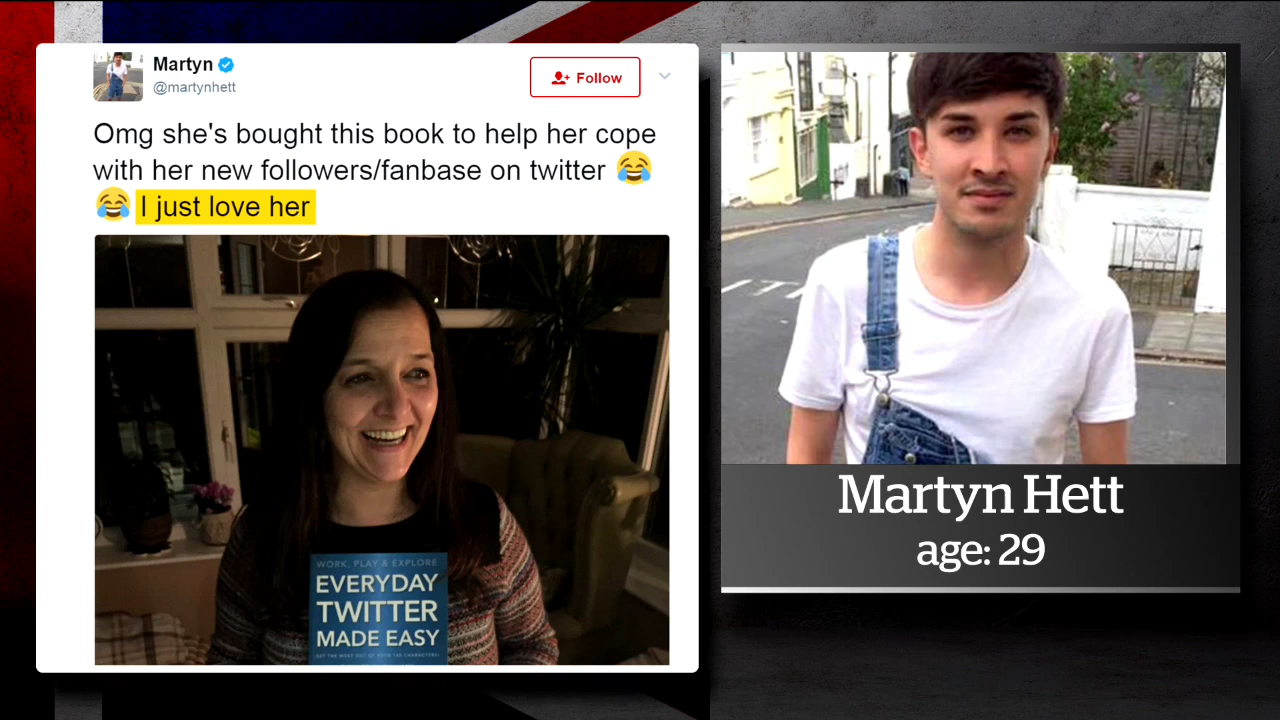 Martyn
@martynhett
Follow
Omg she's bought this book to help her cope
with her new followers/fanbase on twitter 😂
😂 I just love her
WORK, PLAY & EXPLORE
EVERYDAY
TWITTER
MADE EASY
Martyn Hett
age: 29